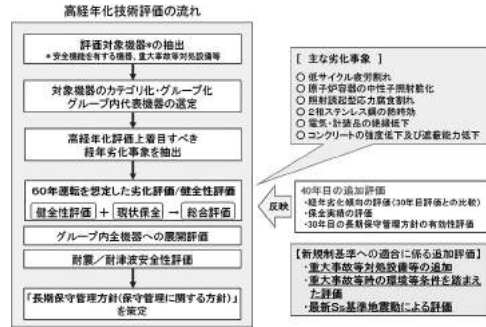 高経年化技術評価の流れ
評価対象機器*の抽出
*安全機能を有する機器、重大事故等対処設備等
対象機器のカテゴリ化・グループ化
グループ内代表機器の選定
高経年化評価上着目すべき
経年劣化事象を抽出
60年運転を想定した劣化評価/健全性評価
健全性評価 + 現状保全 → 総合評価
グループ内全機器への展開評価
耐震/耐津波安全性評価
「長期保守管理方針(保守管理に関する方針)」
を策定
[ 主な劣化事象 ]
○ 低サイクル疲労割れ
○ 原子炉容器の中性子照射脆化
○ 照射誘起型応力腐食割れ
○ 2相ステンレス鋼の熱時効
○ 電気・計装品の絶縁低下
○ コンクリートの強度低下及び遮蔽能力低下
反映
40年目の追加評価
・経年劣化傾向の評価(30年目評価との比較)
・保全実績の評価
・30年目の長期保守管理方針の有効性評価
【新規制基準への適合に係る追加評価】
・重大事故等対処設備等の追加
・重大事故等時の環境等条件を踏まえ
た評価
・最新Ss基準地震動による評価